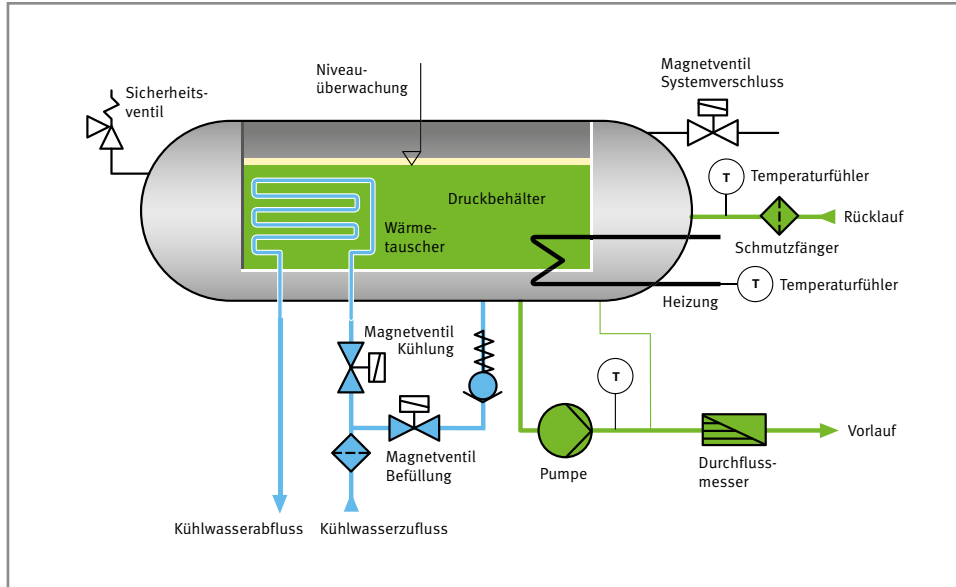 Niveau-
überwachung
Magnetventil
Systemverschluss
Sicherheits-
ventil
T
Temperaturfühler
Druckbehälter
Rücklauf
Wärme-
tauscher
Schmutzfänger
T
Temperaturfühler
Heizung
Magnetventil
Kühlung
T
Vorlauf
Magnetventil
Befüllung
Pumpe
Durchfluss-
messer
Kühlwasserabfluss
Kühlwasserzufluss